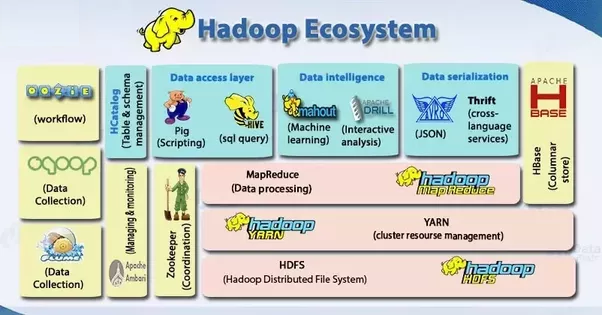 Hadoop Ecosystem
OOZIE
(workflow)
HCatalog
(Table & schema
management)
Data access layer
Pig
(Scripting)
HIVE
(sql query)
Data intelligence
mahout
(Machine
learning)
APACHE
DRILL
(Interactive
analysis)
Data serialization
AVRO
(JSON)
Thrift
(cross-
language
services)
APACHE
H
BASE
HBase
(Columnar
store)
sqoop
(Data
Collection)
flume
(Data
Collection)
(Managing & monitoring)
Apache
Ambari
Zookeeper
(Coordination)
MapReduce
(Data processing)
hadoop
MapReduce
hadoop
YARN
YARN
(cluster resourse management)
HDFS
(Hadoop Distributed File System)
hadoop
HDFS